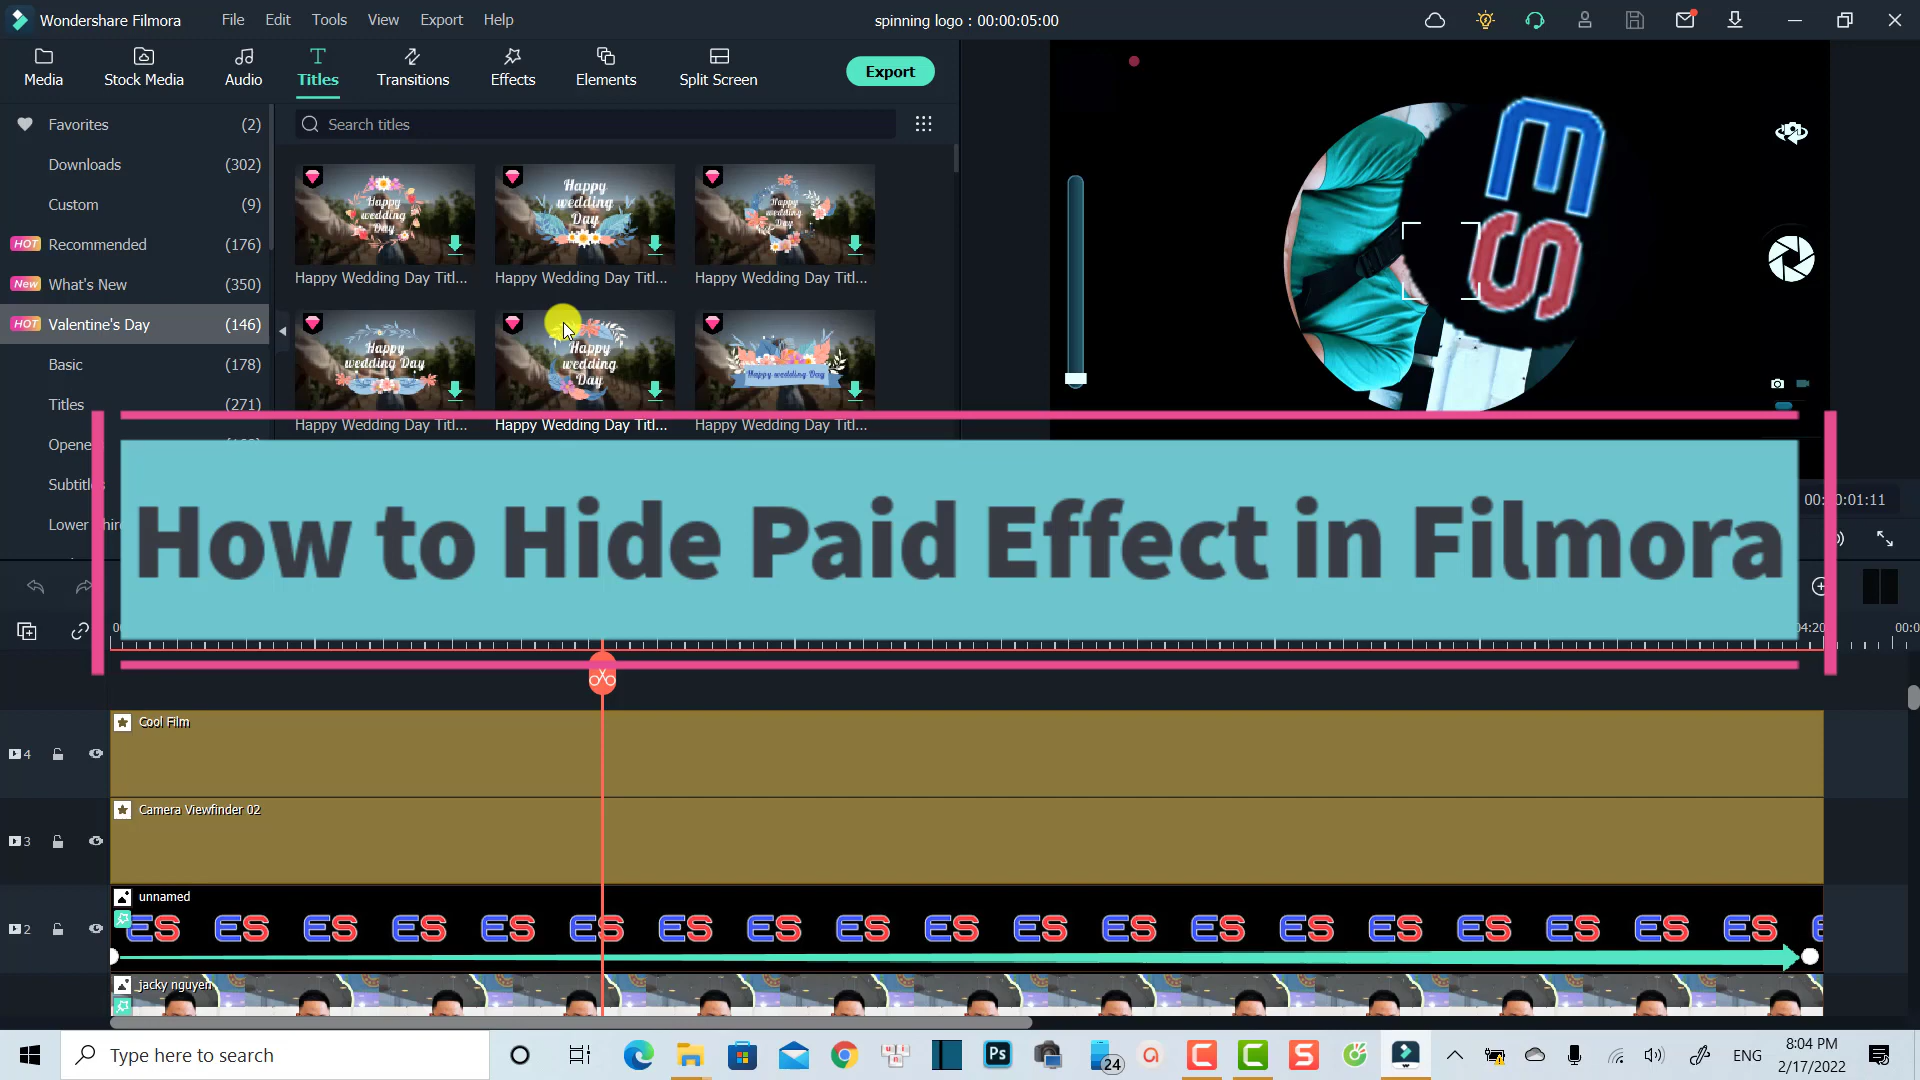 Wondershare Filmora
File Edit Tools View Export Help
spinning logo : 00:00:05:00
Media
Stock Media
Audio
Titles
Transitions
Effects
Elements
Split Screen
Export
Favorites (2)
Downloads (302)
Custom (9)
HOT Recommended (176)
New What's New (350)
HOT Valentine's Day (146)
Basic (178)
Titles (271)
Opene
Subtitl
Lower Thir
Search titles
Happy wedding Day
Happy wedding Day
Happy wedding Day
Happy Wedding Day Titl...
Happy Wedding Day Titl...
Happy Wedding Day Titl...
Happy wedding Day
Happy wedding Day
Happy wedding Day
Happy Wedding Day Titl...
Happy Wedding Day Titl...
Happy Wedding Day Titl...
ES
How to Hide Paid Effect in Filmora
0:01:11
04:20
00:0
4
Cool Film
3
Camera Viewfinder 02
2
unnamed
ES ES ES ES ES ES ES ES ES ES ES ES ES ES ES ES ES ES ES
jacky nguyen
Type here to search
Ps
24
C
C
S
ENG
8:04 PM
2/17/2022